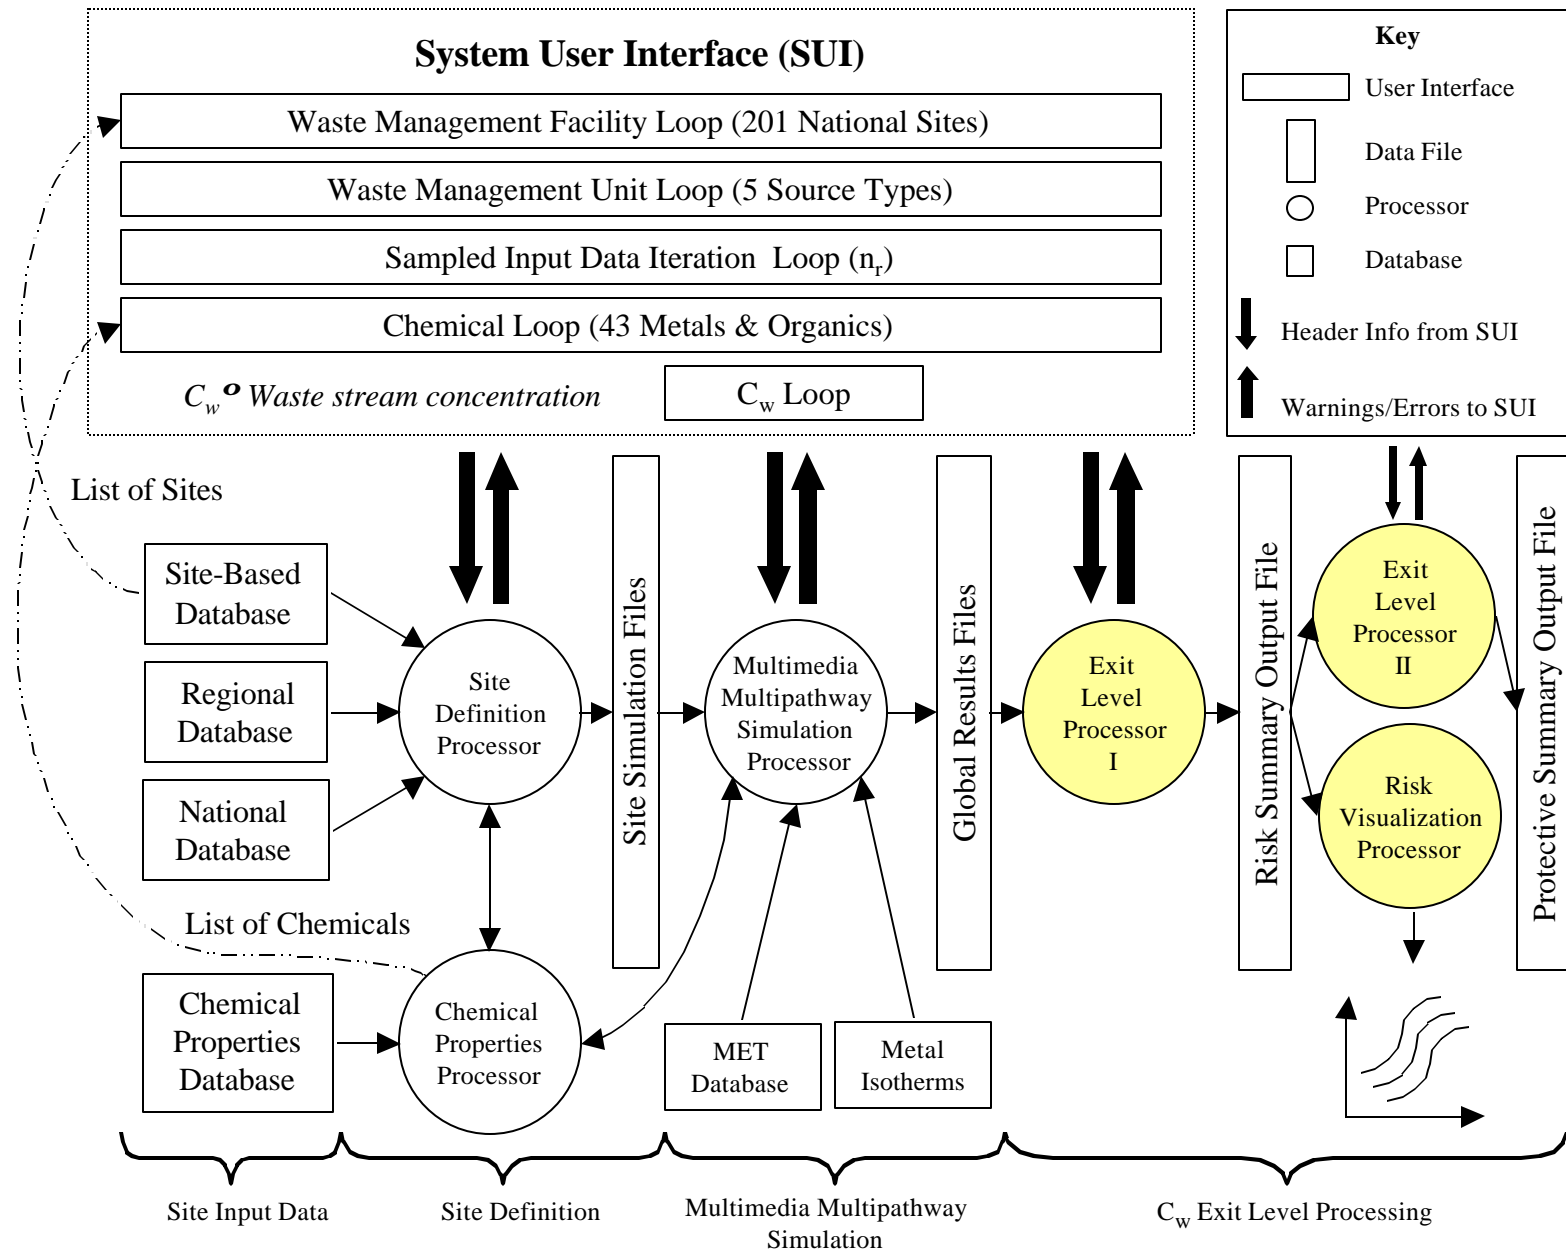 System User Interface (SUI)
Waste Management Facility Loop (201 National Sites)
Waste Management Unit Loop (5 Source Types)
Sampled Input Data Iteration Loop (nr)
Chemical Loop (43 Metals & Organics)
Cw o Waste stream concentration
Cw Loop
Key
User Interface
Data File
Processor
Database
Header Info from SUI
Warnings/Errors to SUI
List of Sites
Site-Based
Database
Regional
Database
National
Database
List of Chemicals
Chemical
Properties
Database
Site
Definition
Processor
Chemical
Properties
Processor
Site Simulation Files
Multimedia
Multipathway
Simulation
Processor
MET
Database
Metal
Isotherms
Global Results Files
Exit
Level
Processor
I
Risk Summary Output File
Exit
Level
Processor
II
Risk
Visualization
Processor
Protective Summary Output File
Site Input Data
Site Definition
Multimedia Multipathway
Simulation
Cw Exit Level Processing